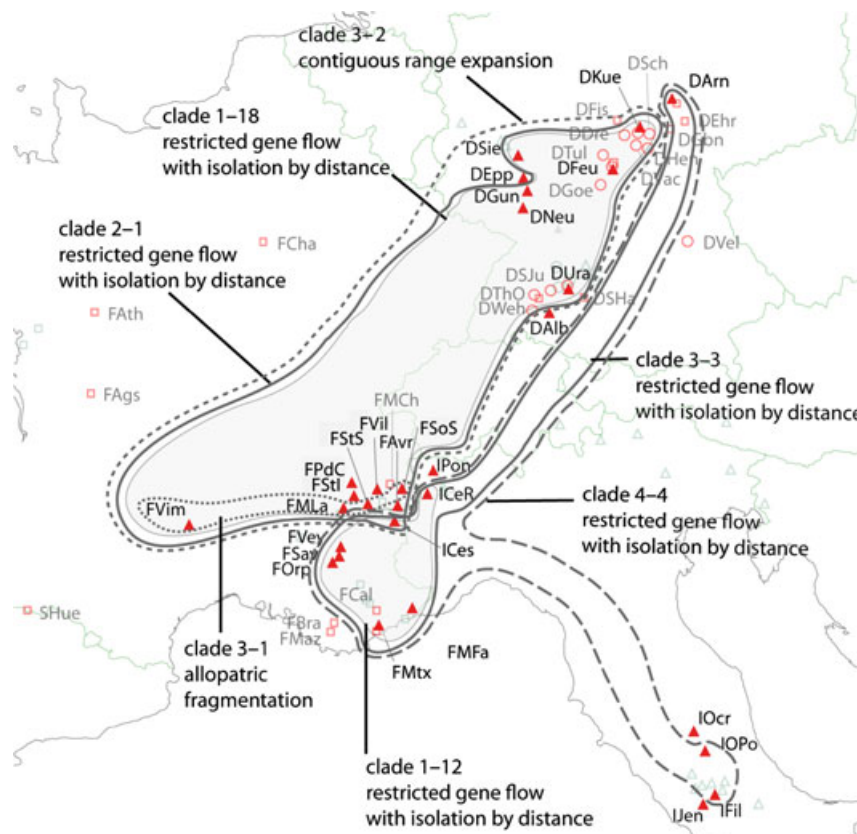 clade 3–2
contiguous range expansion
DSch
DKue
DArn
clade 1–18
restricted gene flow
with isolation by distance
DFis
DEhr
DDre
DGon
DSie
DTul
DHen
DEpp
DFeu
DVac
DGun
DGoe
DNeu
clade 2–1
restricted gene flow
with isolation by distance
FCha
DVel
DSJu
DUra
FAth
DThO
DSHa
DWeh
DAlb
clade 3–3
restricted gene flow
with isolation by distance
FAgs
FMCh
FVil
FSoS
FStS
FAvr
FPdC
IPon
FStI
clade 4–4
restricted gene flow
with isolation by distance
FVim
FMLa
ICeR
FVey
ICes
FSax
FOrp
SHue
FCal
clade 3–1
allopatric
fragmentation
FBra
FMaz
FMFa
FMtx
IOcr
IOPo
clade 1–12
restricted gene flow
with isolation by distance
IJen
IFil